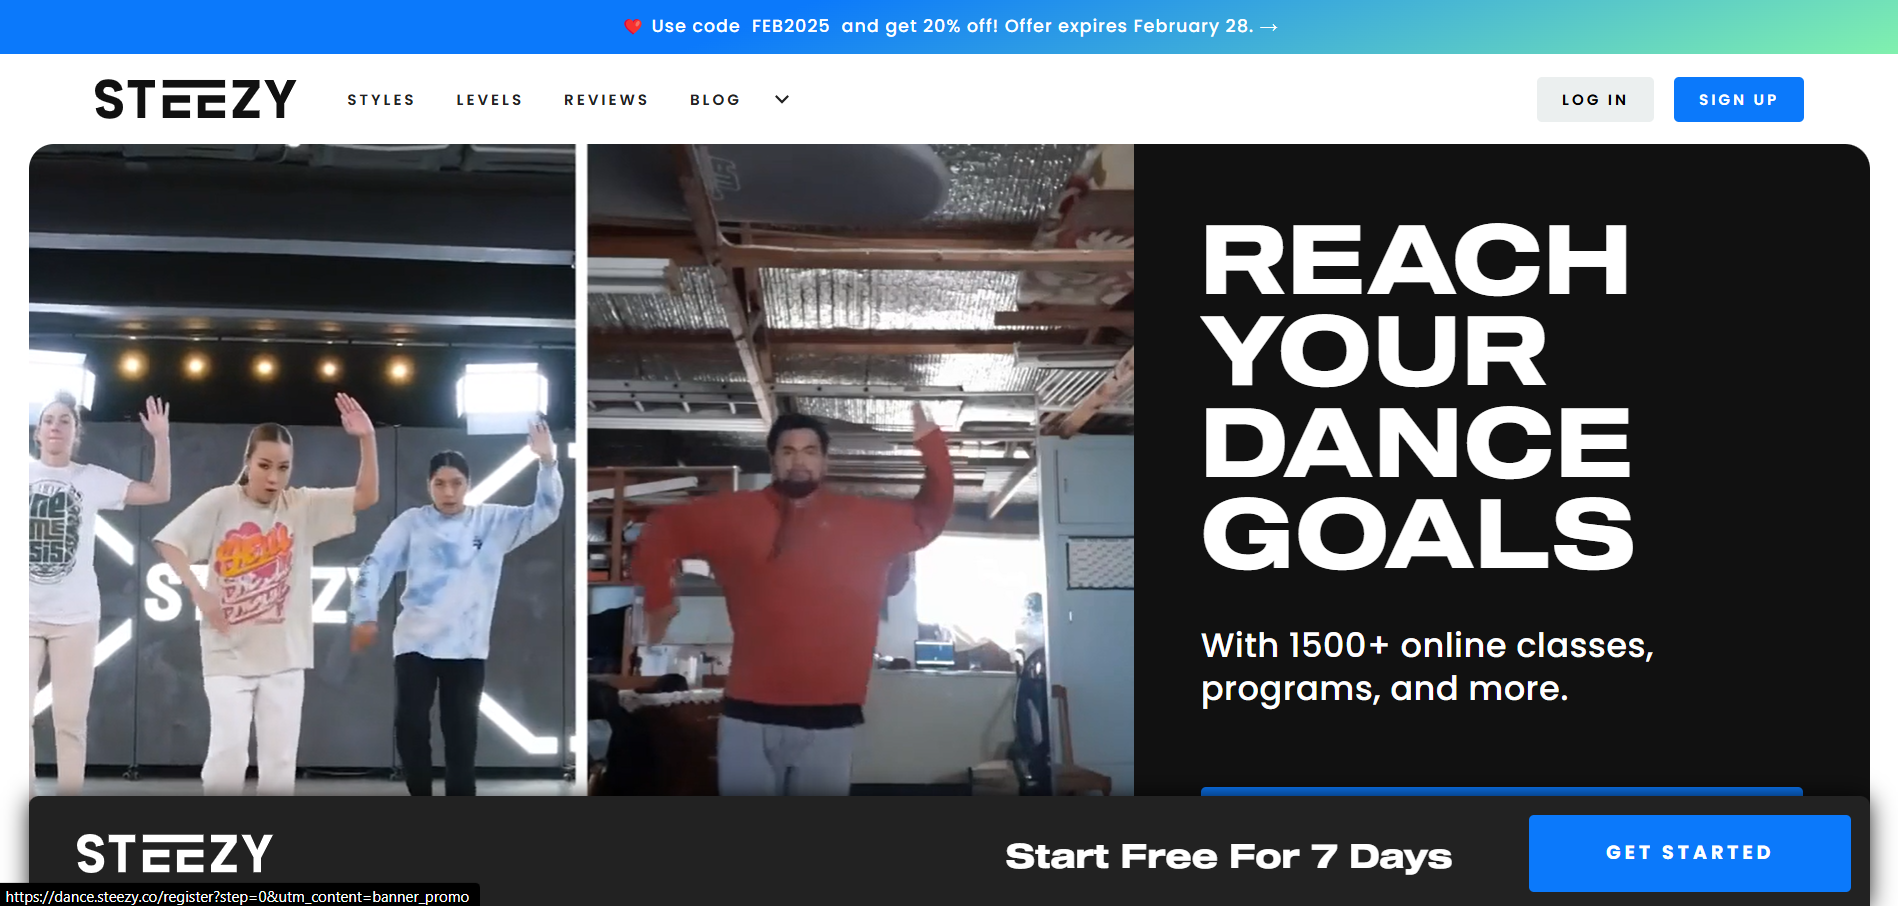 ❤️ Use code FEB2025 and get 20% off! Offer expires February 28. →
STEEZY STYLES LEVELS REVIEWS BLOG LOG IN SIGN UP
REACH
YOUR
DANCE
GOALS
With 1500+ online classes,
programs, and more.
STEEZY Start Free For 7 Days GET STARTED
https://dance.steezy.co/register?step=0&utm_content=banner_promo